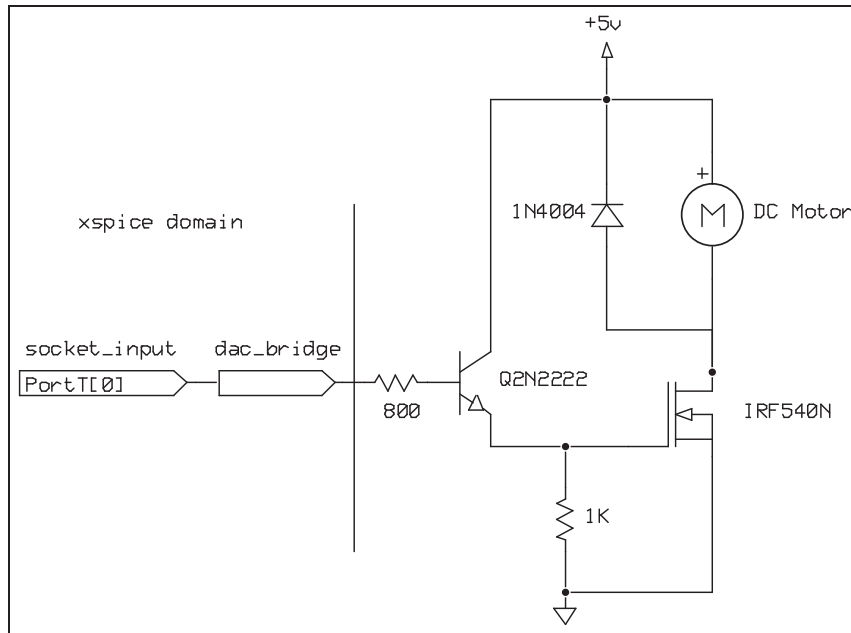 +5v
+
1N4004
M
DC Motor
xspice domain
socket_input
dac_bridge
PortT[0]
800
Q2N2222
IRF540N
1K